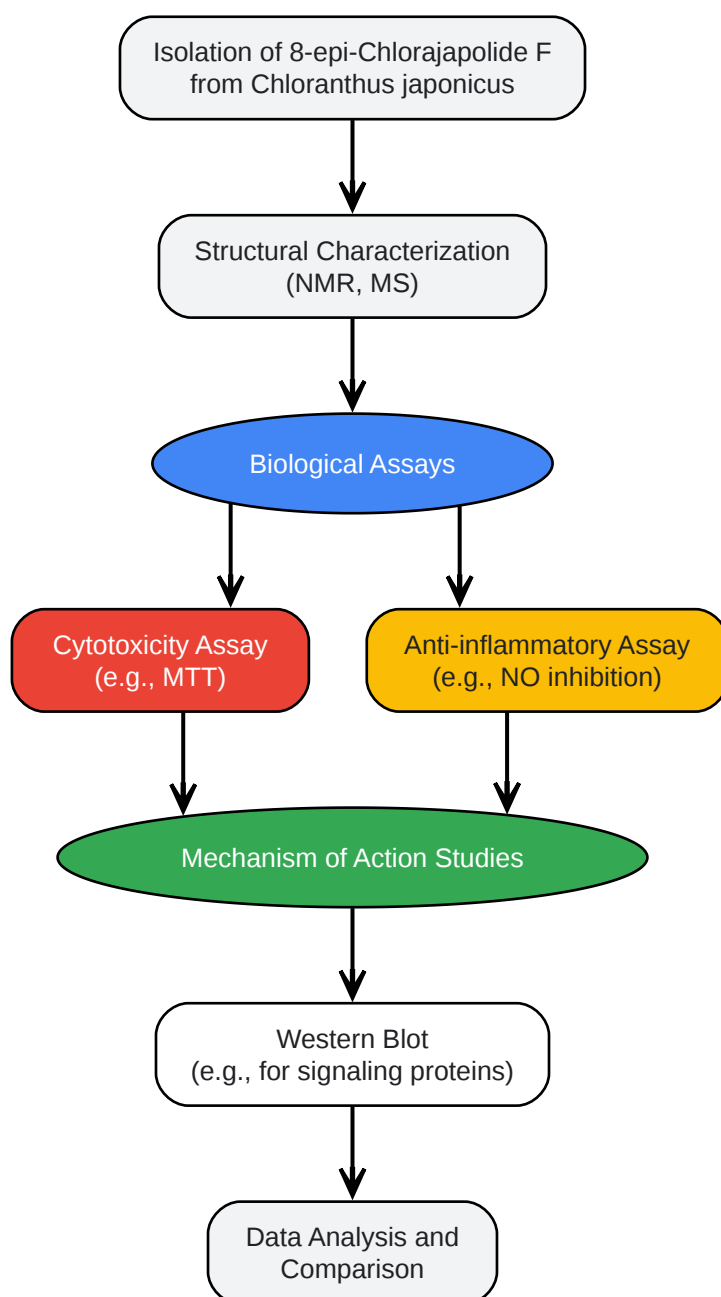 Isolation of 8-epi-Chlorajapolide F
from Chloranthus japonicus
Structural Characterization
(NMR, MS)
Biological Assays
Cytotoxicity Assay
(e.g., MTT)
Anti-inflammatory Assay
(e.g., NO inhibition)
Mechanism of Action Studies
Western Blot
(e.g., for signaling proteins)
Data Analysis and
Comparison